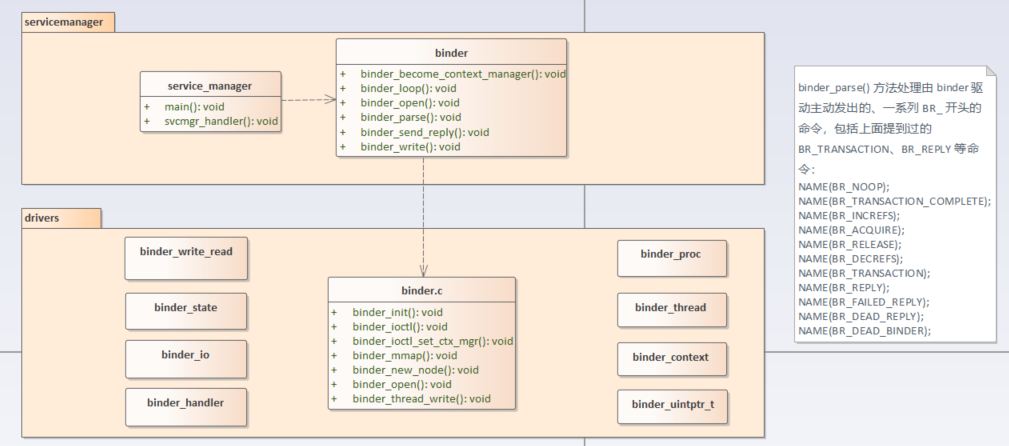 servicemanager
service_manager
+ main(): void
+ svcmgr_handler(): void
binder
+ binder_become_context_manager(): void
+ binder_loop(): void
+ binder_open(): void
+ binder_parse(): void
+ binder_send_reply(): void
+ binder_write(): void
drivers
binder_write_read
binder_state
binder_io
binder_handler
binder.c
+ binder_init(): void
+ binder_ioctl(): void
+ binder_ioctl_set_ctx_mgr(): void
+ binder_mmap(): void
+ binder_new_node(): void
+ binder_open(): void
+ binder_thread_write(): void
binder_proc
binder_thread
binder_context
binder_uintptr_t
binder_parse() 方法处理由 binder 驱
动主动发出的、一系列 BR_ 开头的
命令，包括上面提到过的
BR_TRANSACTION、BR_REPLY 等命
令：
NAME(BR_NOOP);
NAME(BR_TRANSACTION_COMPLETE);
NAME(BR_INCREFS);
NAME(BR_ACQUIRE);
NAME(BR_RELEASE);
NAME(BR_DECREFS);
NAME(BR_TRANSACTION);
NAME(BR_REPLY);
NAME(BR_FAILED_REPLY);
NAME(BR_DEAD_REPLY);
NAME(BR_DEAD_BINDER);